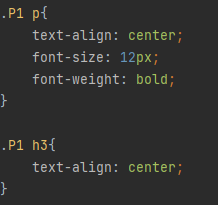 .P1 p{
    text-align: center;
    font-size: 12px;
    font-weight: bold;
}

.P1 h3{
    text-align: center;
}